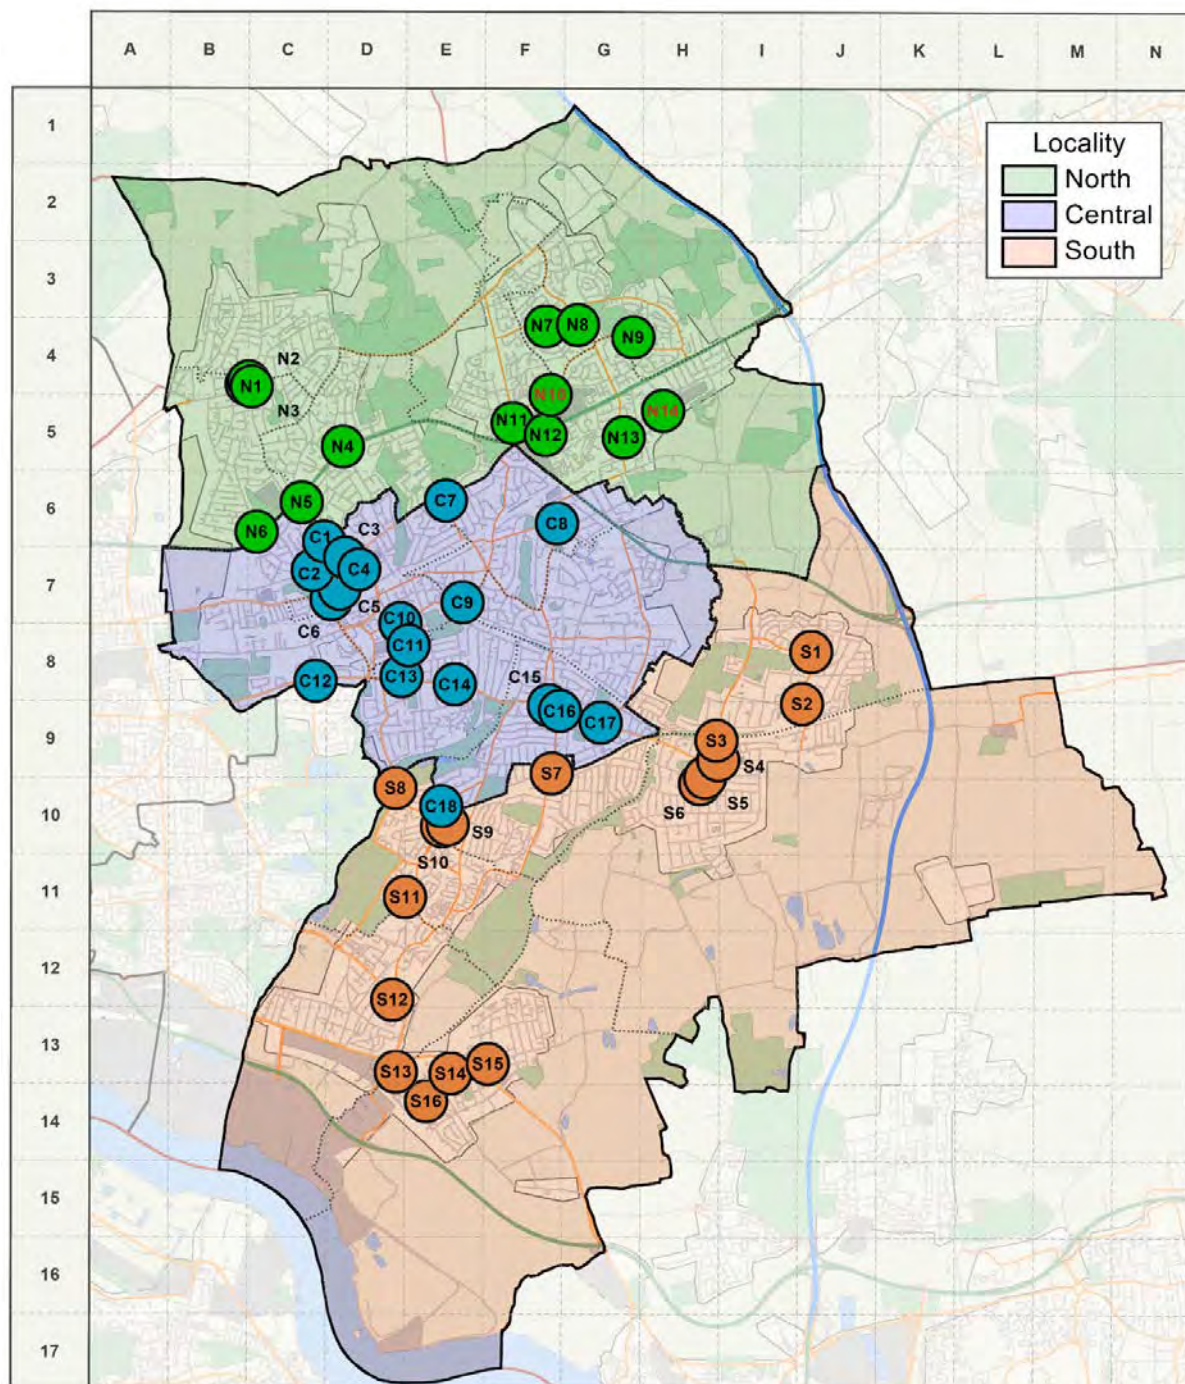 A B C D E F G H I J K L M N
1
Locality
2
North
Central
3
South
N7 N8
N9
4
N2
N1
N10
N3
N14
N11
5
N12 N13
N4
N5
C7
6
C8
N6
C1 C3
C2 C4
7
C5
C9
C6
C10
C11
S1
8
C12 C13 C14 C15
S2
C16
C17
9
S3
S4
S7
S8
S6 S5
10
C18
S9
S10
11
S11
12
S12
13
S15
S13 S14
S16
14
15
16
17